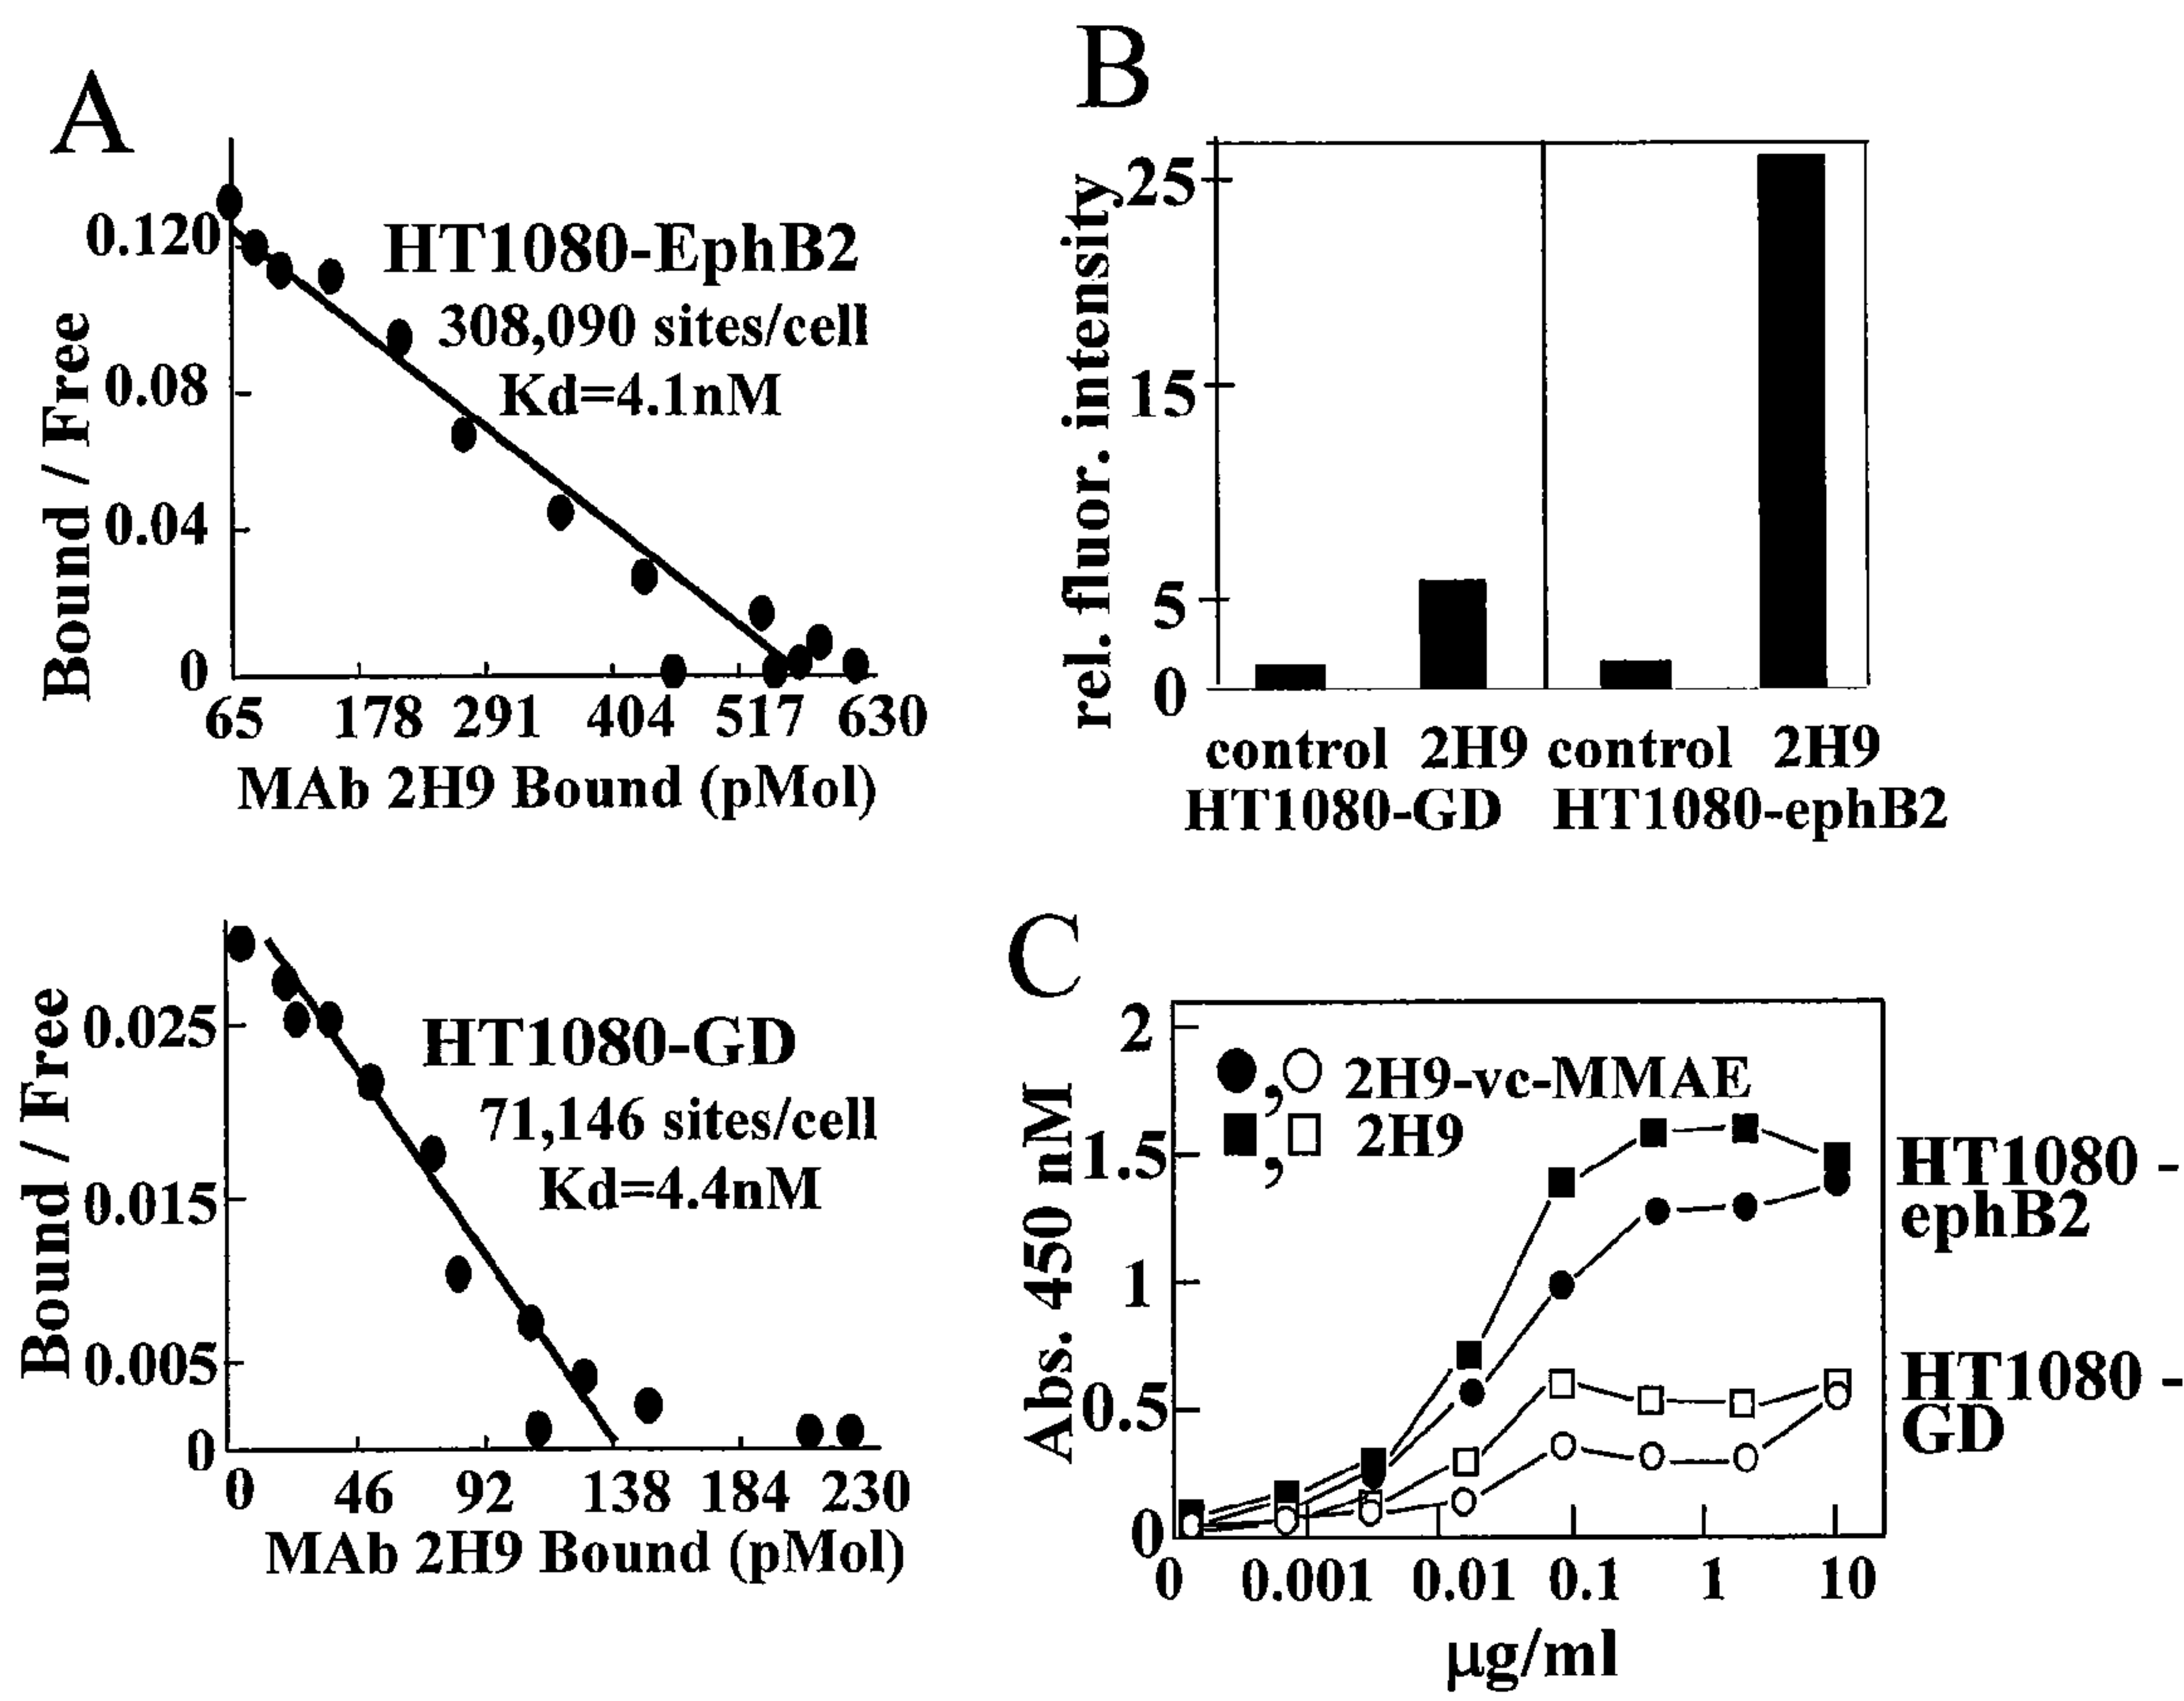 A
0.120
0.08
0.04
0
Bound / Free
HT1080-EphB2
308,090 sites/cell
Kd=4.1nM
65 178 291 404 517 630
MAb 2H9 Bound (pMol)
B
rel. fluor. intensity
25
15
5
0
control 2H9 control 2H9
HT1080-GD HT1080-ephB2
0.025
0.015
0.005
0
Bound / Free
HT1080-GD
71,146 sites/cell
Kd=4.4nM
0 46 92 138 184 230
MAb 2H9 Bound (pMol)
C
Abs. 450 nM
2
1.5
1
0.5
0
, 2H9-vc-MMAE
, 2H9
HT1080 -
ephB2
HT1080 -
GD
0 0.001 0.01 0.1 1 10
µg/ml